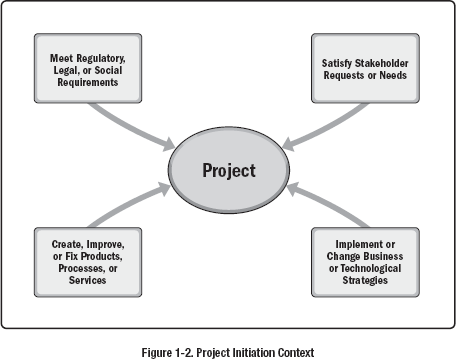 Meet Regulatory,
Legal, or Social
Requirements
Satisfy Stakeholder
Requests or Needs
Project
Create, Improve,
or Fix Products,
Processes, or
Services
Implement or
Change Business
or Technological
Strategies
Figure 1-2. Project Initiation Context